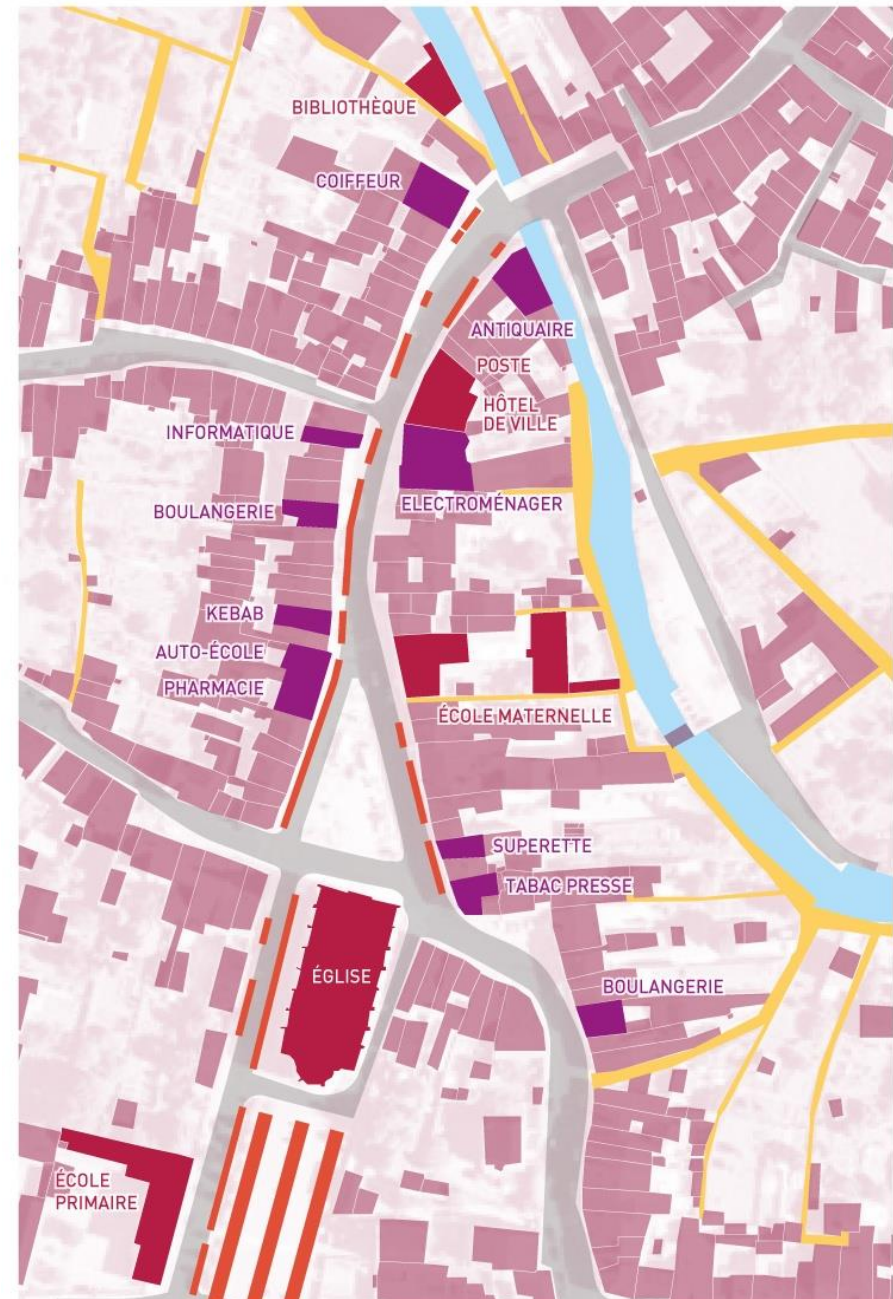 BIBLIOTHÈQUE
COIFFEUR
ANTIQUAIRE
POSTE
HÔTEL
DE VILLE
INFORMATIQUE
ELECTROMÉNAGER
BOULANGERIE
KEBAB
AUTO-ÉCOLE
PHARMACIE
ÉCOLE MATERNELLE
SUPERETTE
TABAC PRESSE
ÉGLISE
BOULANGERIE
ÉCOLE
PRIMAIRE